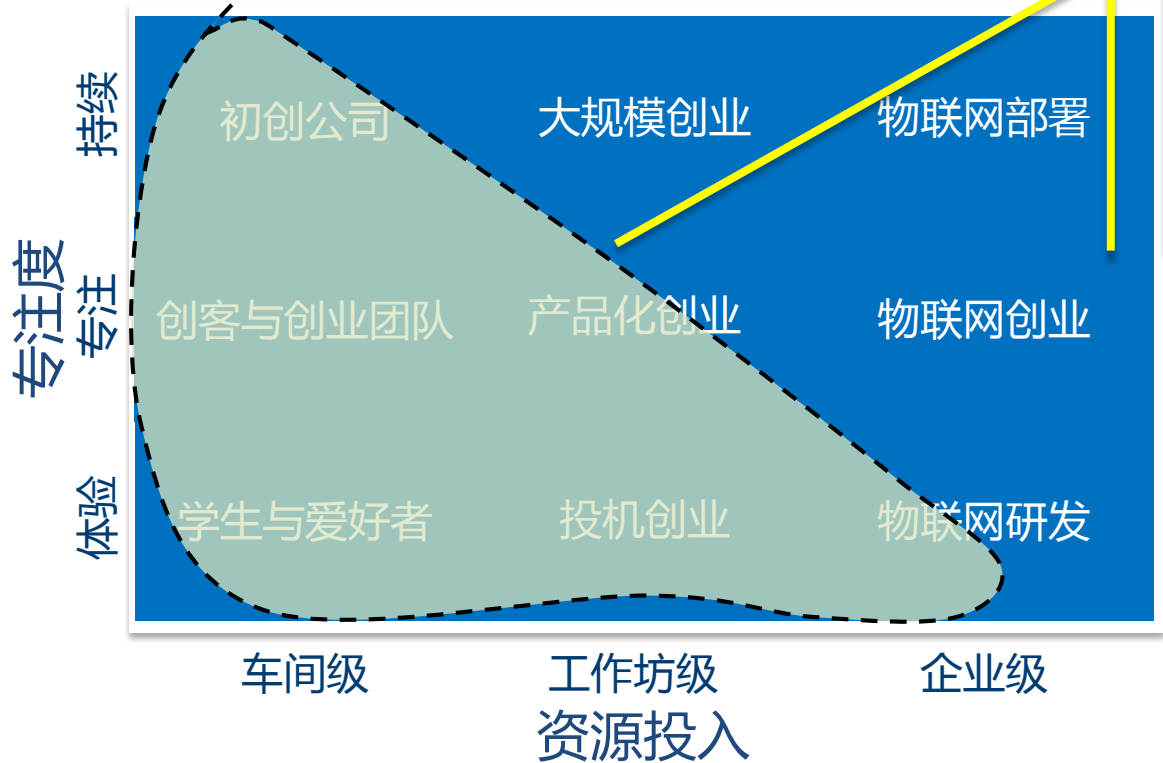 持续
初创公司
大规模创业
物联网部署
专注度
专注
创客与创业团队
产品化创业
物联网创业
体验
学生与爱好者
投机创业
物联网研发
车间级
工作坊级
企业级
资源投入